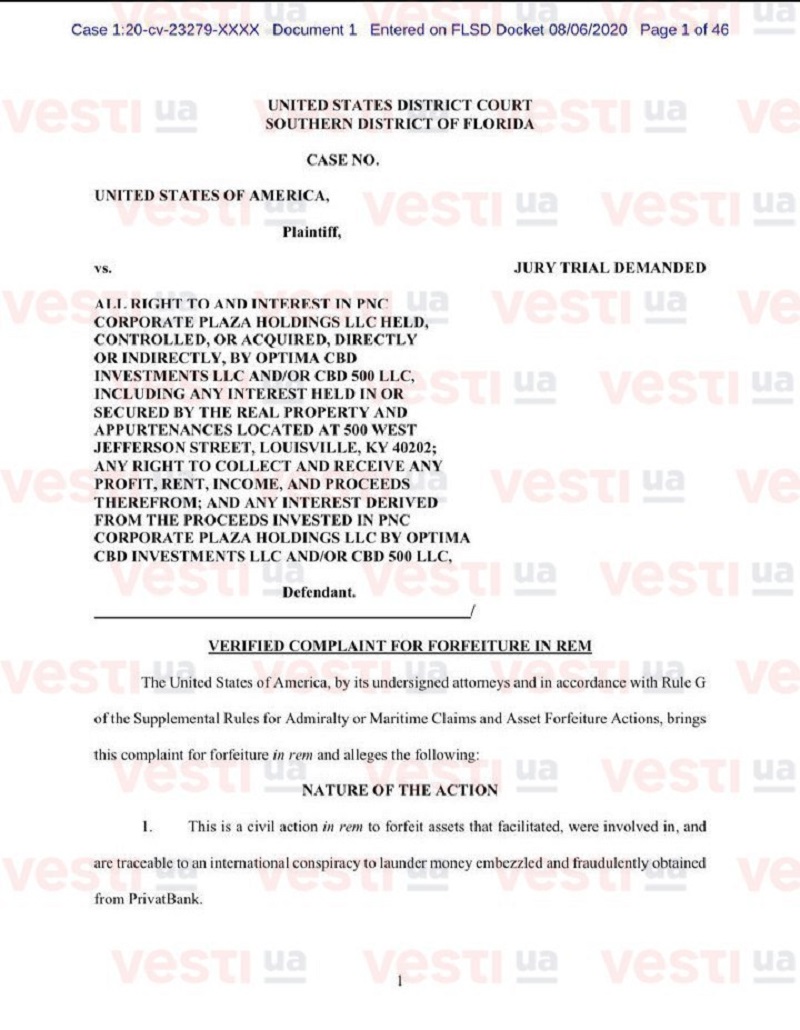 Case 1:20-cv-23279-XXXX Document 1 Entered on FLSD Docket 08/06/2020 Page 1 of 46
UNITED STATES DISTRICT COURT
SOUTHERN DISTRICT OF FLORIDA
CASE NO.
UNITED STATES OF AMERICA,
Plaintiff,
vs.
JURY TRIAL DEMANDED
ALL RIGHT TO AND INTEREST IN PNC
CORPORATE PLAZA HOLDINGS LLC HELD,
CONTROLLED, OR ACQUIRED, DIRECTLY
OR INDIRECTLY, BY OPTIMA CBD
INVESTMENTS LLC AND/OR CBD 500 LLC,
INCLUDING ANY INTEREST HELD IN OR
SECURED BY THE REAL PROPERTY AND
APPURTENANCES LOCATED AT 500 WEST
JEFFERSON STREET, LOUISVILLE, KY 40202;
ANY RIGHT TO COLLECT AND RECEIVE ANY
PROFIT, RENT, INCOME, AND PROCEEDS
THEREFROM; AND ANY INTEREST DERIVED
FROM THE PROCEEDS INVESTED IN PNC
CORPORATE PLAZA HOLDINGS LLC BY OPTIMA
CBD INVESTMENTS LLC AND/OR CBD 500 LLC,
Defendant.
/
VERIFIED COMPLAINT FOR FORFEITURE IN REM
The United States of America, by its undersigned attorneys and in accordance with Rule G
of the Supplemental Rules for Admiralty or Maritime Claims and Asset Forfeiture Actions, brings
this complaint for forfeiture in rem and alleges the following:
NATURE OF THE ACTION
1. This is a civil action in rem to forfeit assets that facilitated, were involved in, and
are traceable to an international conspiracy to launder money embezzled and fraudulently obtained
from PrivatBank.
1
vesti ua